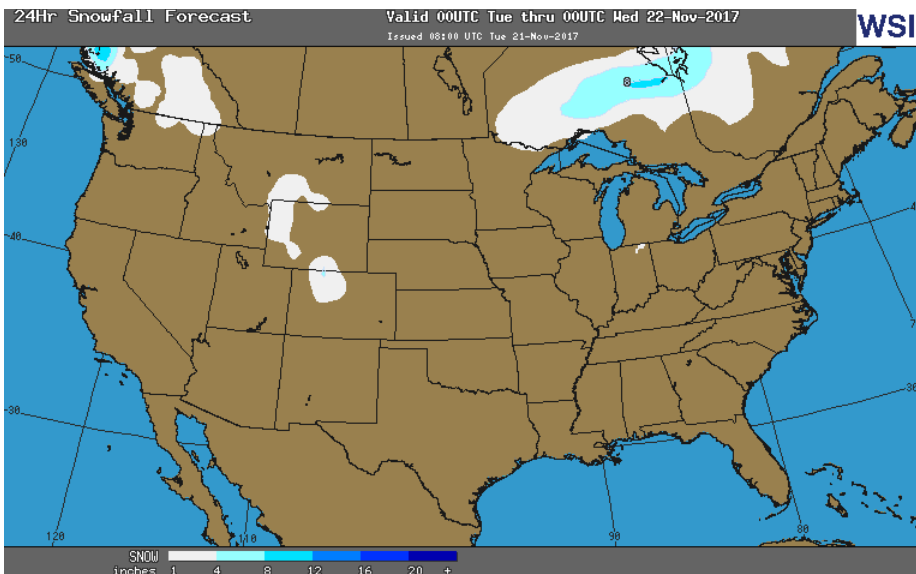 24Hr Snowfall Forecast
Valid 00UTC Tue thru 00UTC Wed 22-Nov-2017
Issued 08:00 UTC Tue 21-Nov-2017
WSI
50
130
40
30
120
110
90
80
8
SNOW
inches 1 4 8 12 16 20 +